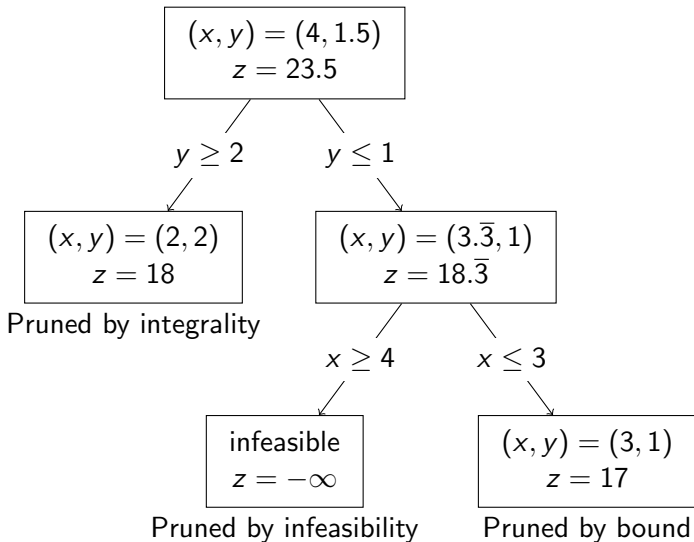 (x, y) = (4, 1.5)
z = 23.5
y ≥ 2
y ≤ 1
(x, y) = (2, 2)
z = 18
Pruned by integrality
(x, y) = (3.3̅, 1)
z = 18.3̅
x ≥ 4
x ≤ 3
infeasible
z = −∞
Pruned by infeasibility
(x, y) = (3, 1)
z = 17
Pruned by bound